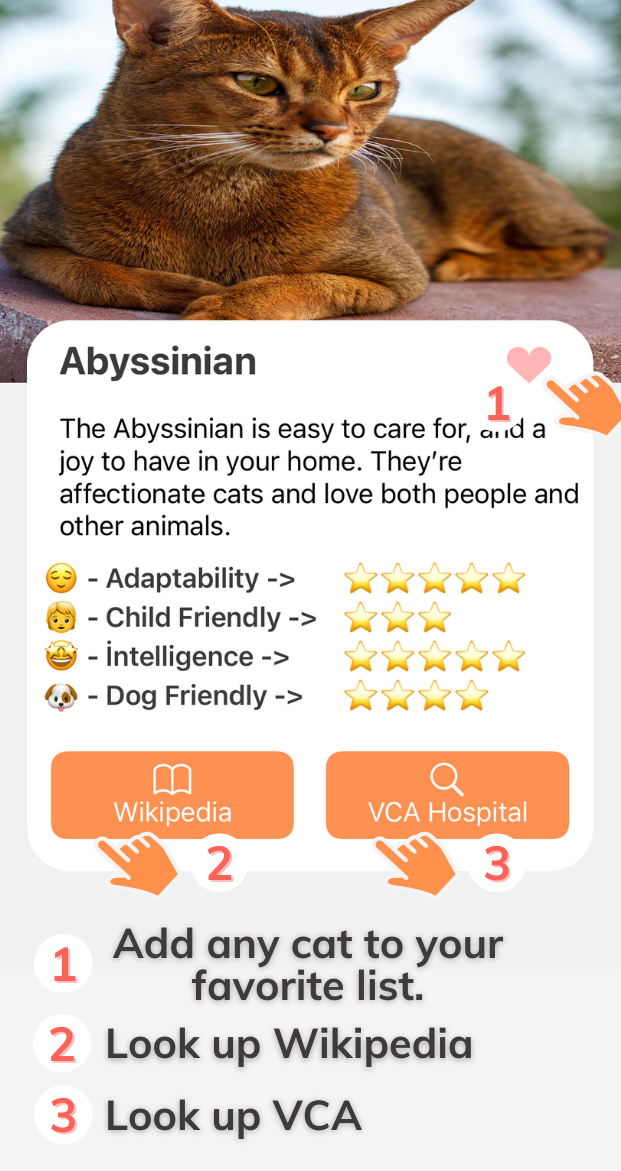 Abyssinian
1
The Abyssinian is easy to care for, and a
joy to have in your home. They’re
affectionate cats and love both people and
other animals.
- Adaptability ->
- Child Friendly ->
- İntelligence ->
- Dog Friendly ->
Wikipedia
VCA Hospital
2
3
1 Add any cat to your
favorite list.
2 Look up Wikipedia
3 Look up VCA